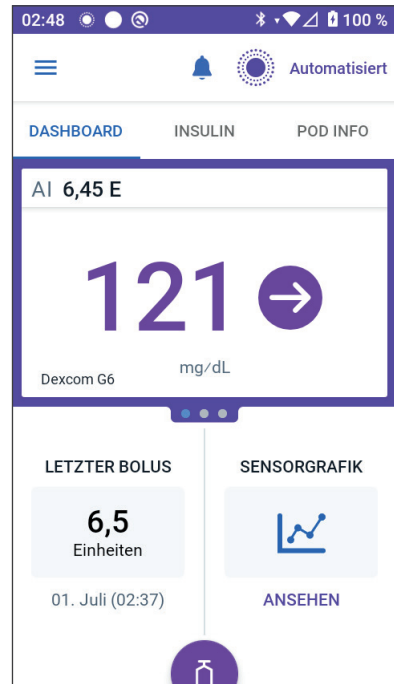 02:48 100 %
Automatisiert
DASHBOARD INSULIN POD INFO
AI 6,45 E
121
mg/dL
Dexcom G6
LETZTER BOLUS
6,5
Einheiten
01. Juli (02:37)
SENSORGRAFIK
ANSEHEN